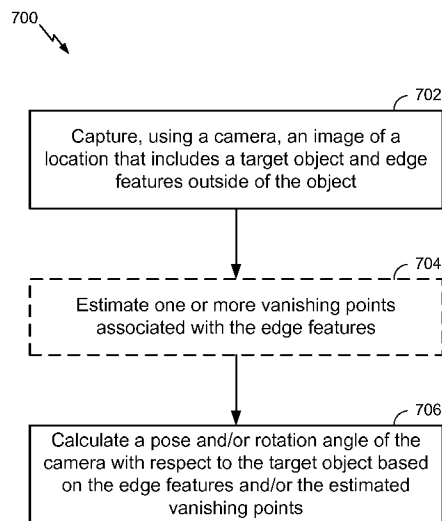 700
702
Capture, using a camera, an image of a
location that includes a target object and edge
features outside of the object
704
Estimate one or more vanishing points
associated with the edge features
706
Calculate a pose and/or rotation angle of the
camera with respect to the target object based
on the edge features and/or the estimated
vanishing points